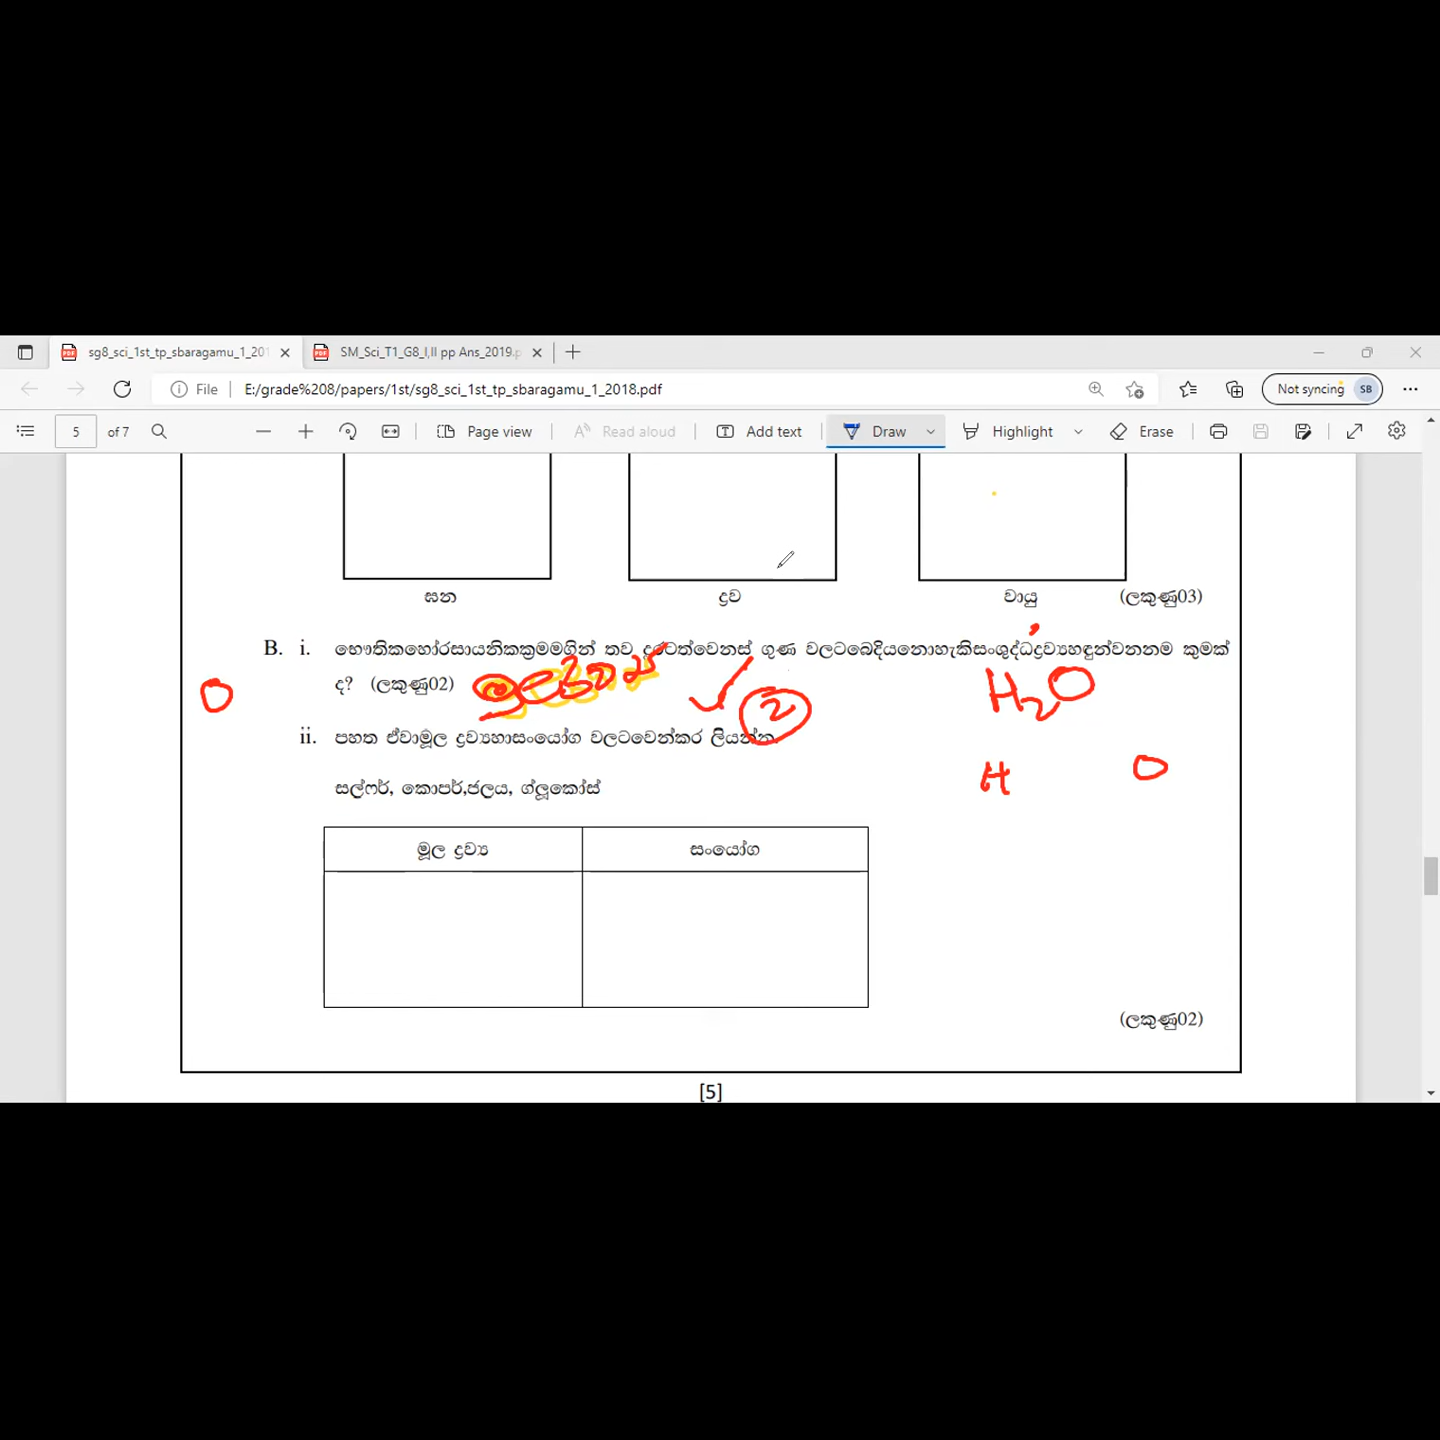 sg8_sci_1st_tp_sbaragamu_1_201
SM_Sci_T1_G8_I,II pp Ans_2019.p
File E:/grade%208/papers/1st/sg8_sci_1st_tp_sbaragamu_1_2018.pdf Not syncing SB
5 of 7 Page view Read aloud Add text Draw Highlight Erase
ඝන ද්‍රව වායු (ලකුණු03)
B. i. භෞතිකහෝරසායනිකක්‍රමමගින් තව දුරටත්වෙනස් ගුණ වලටබෙදියනොහැකිසංශුද්ධද්‍රව්‍යහඳුන්වනනම කුමක්
ද? (ලකුණු02) මූලද්‍රව්‍ය 2 H2O
O
ii. පහත ඒවාමූල ද්‍රව්‍යහාසංයෝග වලටවෙන්කර ලියන්න.
H O
සල්ෆර්, කොපර්,ජලය, ග්ලූකෝස්
මූල ද්‍රව්‍ය සංයෝග
(ලකුණු02)
[5]